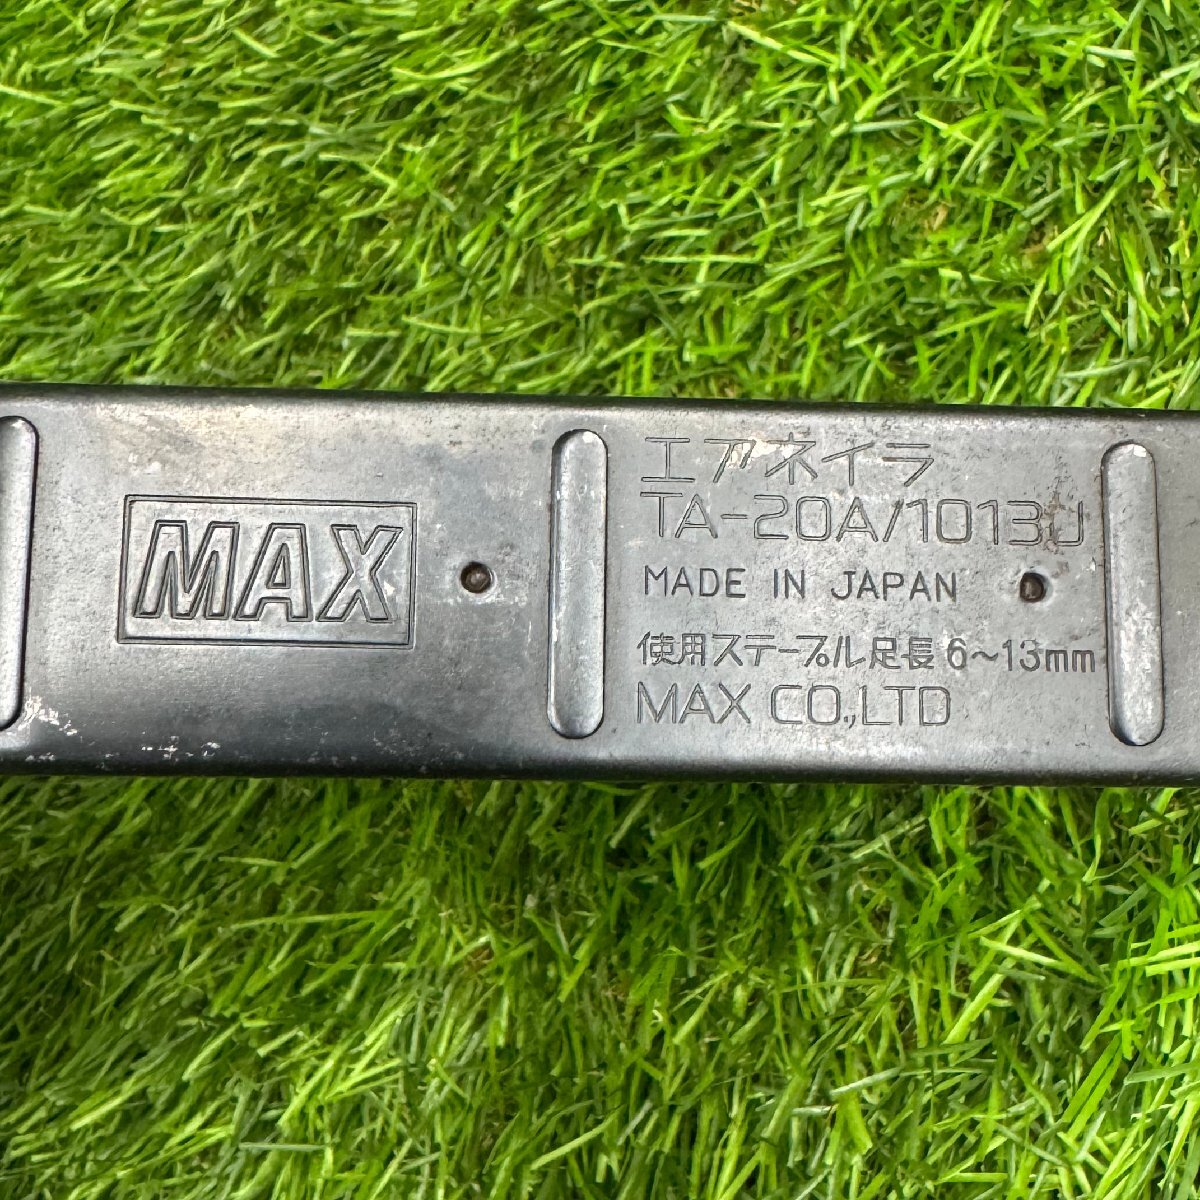 MAX
エアネイラ
TA-20A/1013J
MADE IN JAPAN
使用ステープル足長 6~13mm
MAX CO.,LTD